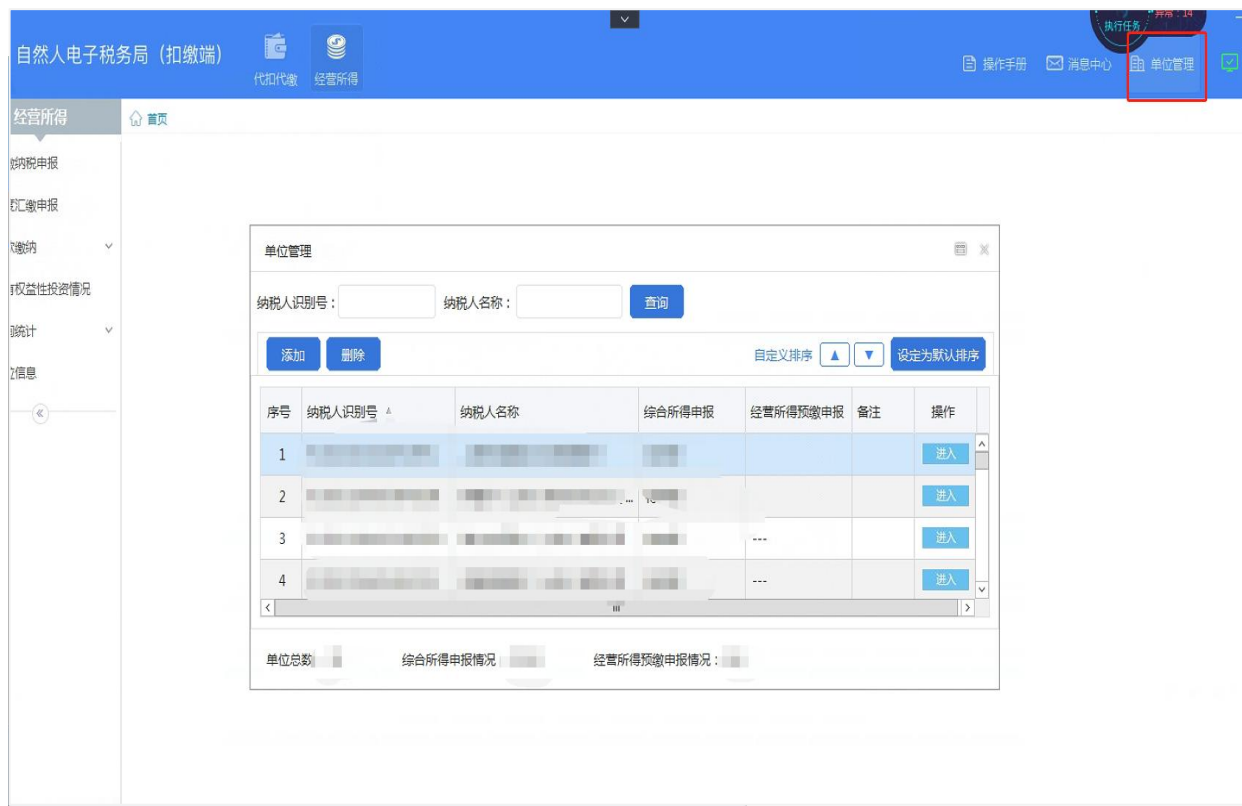 异常：14
执行任务
自然人电子税务局（扣缴端）
代扣代缴 经营所得
操作手册 消息中心 单位管理
经营所得 首页
纳税申报
汇缴申报
缴纳
权益性投资情况
统计
信息
单位管理
纳税人识别号： 纳税人名称： 查询
添加 删除 自定义排序 设定为默认排序
序号 纳税人识别号 纳税人名称 综合所得申报 经营所得预缴申报 备注 操作
1 进入
2 ... 进入
3 --- 进入
4 --- 进入
单位总数 综合所得申报情况 经营所得预缴申报情况：